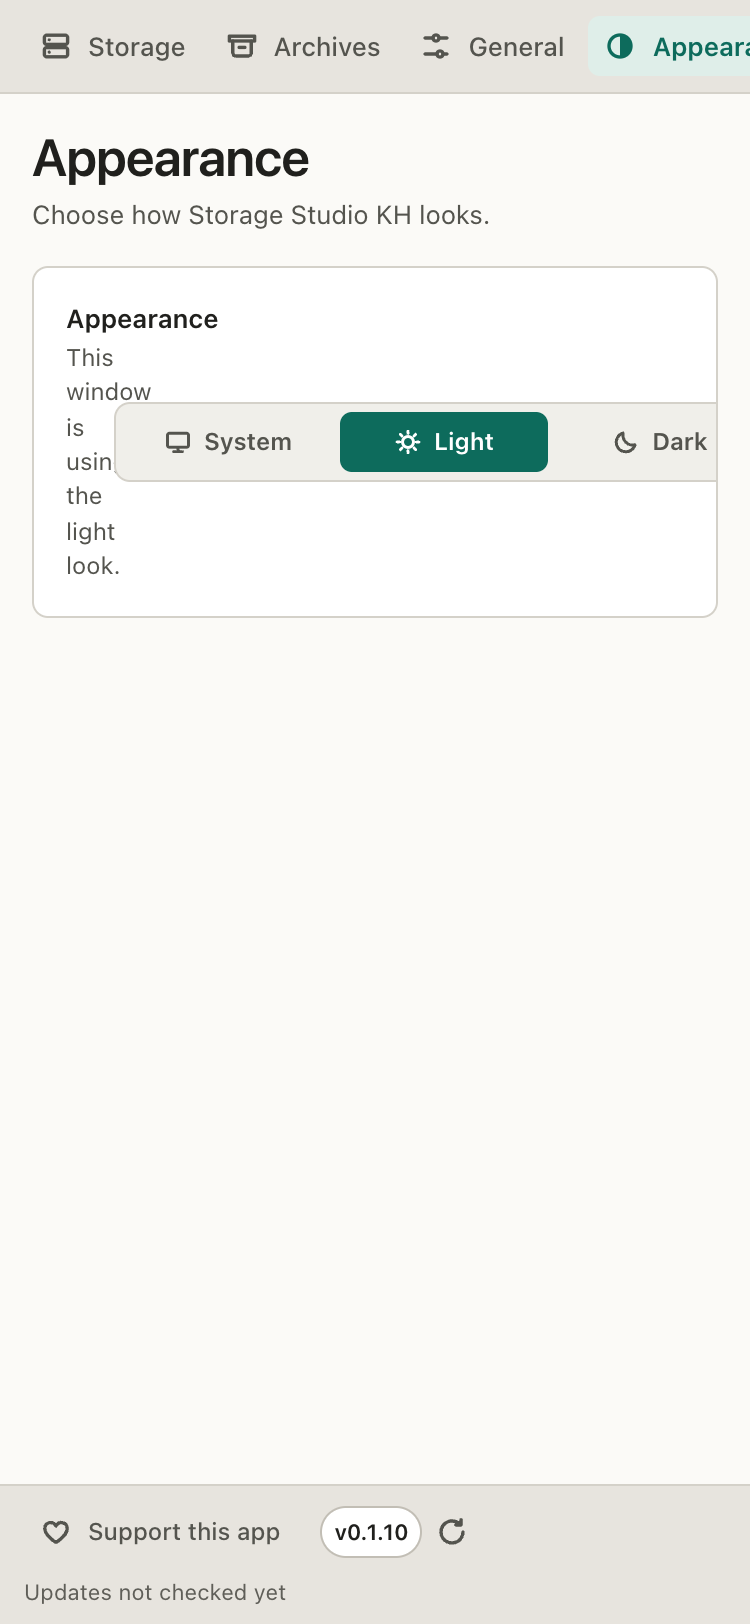 Storage
Archives
General
Appeara
Appearance
Choose how Storage Studio KH looks.
Appearance
This
window
is
usin
the
light
look.
System
Light
Dark
Support this app
v0.1.10
Updates not checked yet